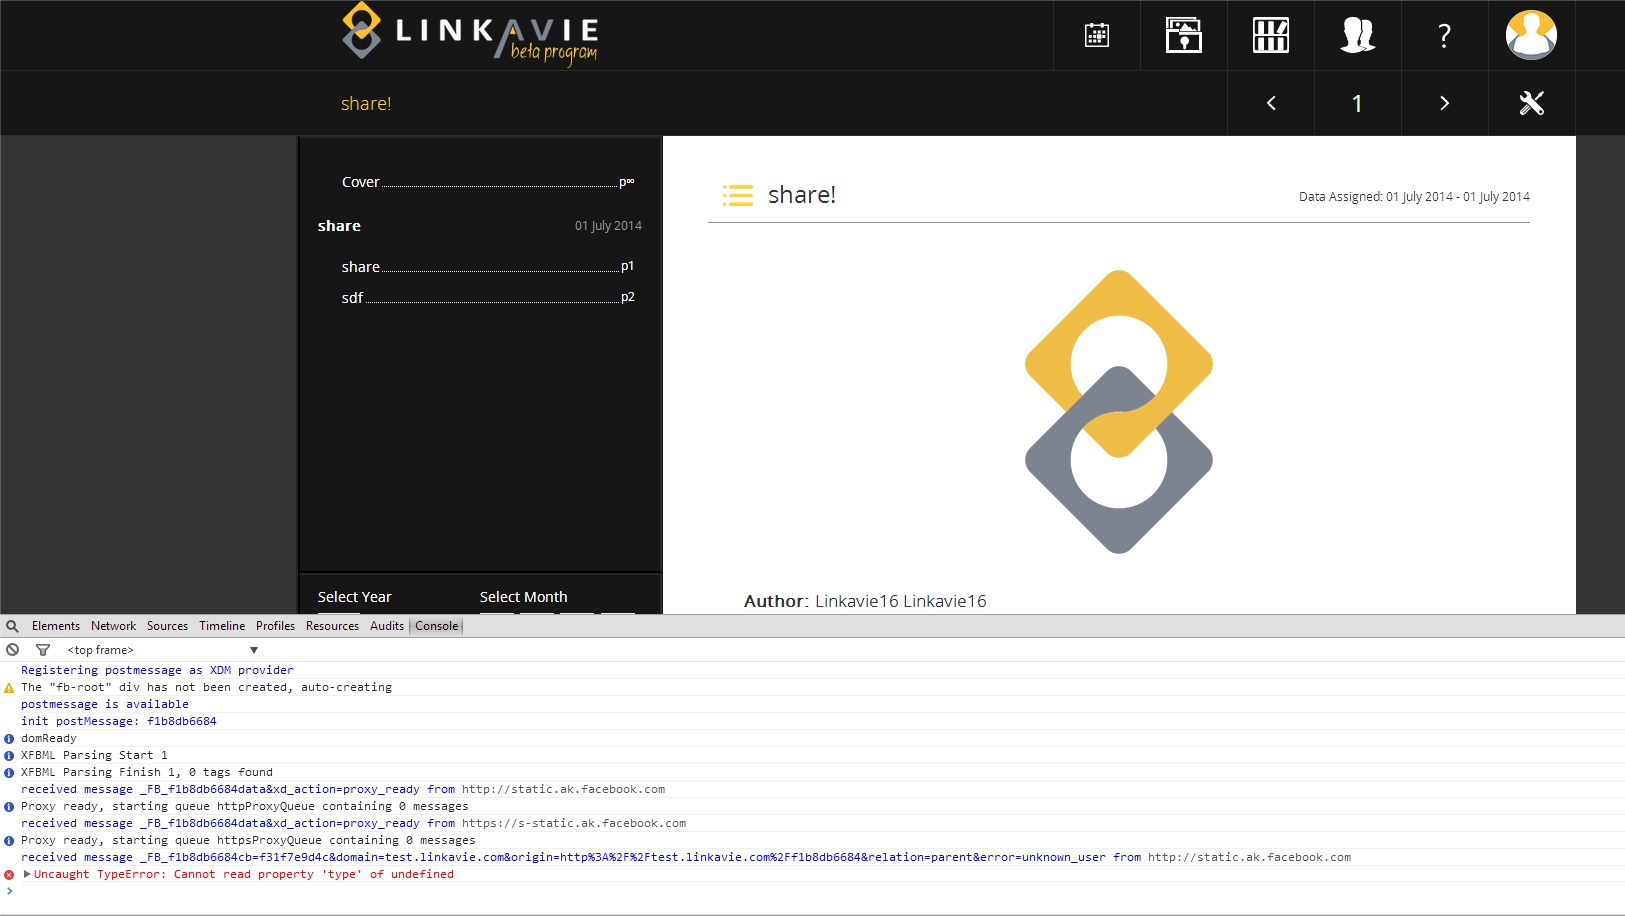 LINKAVIE
beta program
?
share!
1
Cover p∞
share 01 July 2014
share p1
sdf p2
Select Year Select Month
share! Data Assigned: 01 July 2014 - 01 July 2014
Author: Linkavie16 Linkavie16
Elements Network Sources Timeline Profiles Resources Audits Console
<top frame> ▼
Registering postmessage as XDM provider
The "fb-root" div has not been created, auto-creating
postmessage is available
init postMessage: f1b8db6684
domReady
XFBML Parsing Start 1
XFBML Parsing Finish 1, 0 tags found
received message _FB_f1b8db6684data&xd_action=proxy_ready from http://static.ak.facebook.com
Proxy ready, starting queue httpProxyQueue containing 0 messages
received message _FB_f1b8db6684data&xd_action=proxy_ready from https://s-static.ak.facebook.com
Proxy ready, starting queue httpsProxyQueue containing 0 messages
received message _FB_f1b8db6684cb=f31f7e9d4c&domain=test.linkavie.com&origin=http%3A%2F%2Ftest.linkavie.com%2Ff1b8db6684&relation=parent&error=unknown_user from http://static.ak.facebook.com
Uncaught TypeError: Cannot read property 'type' of undefined